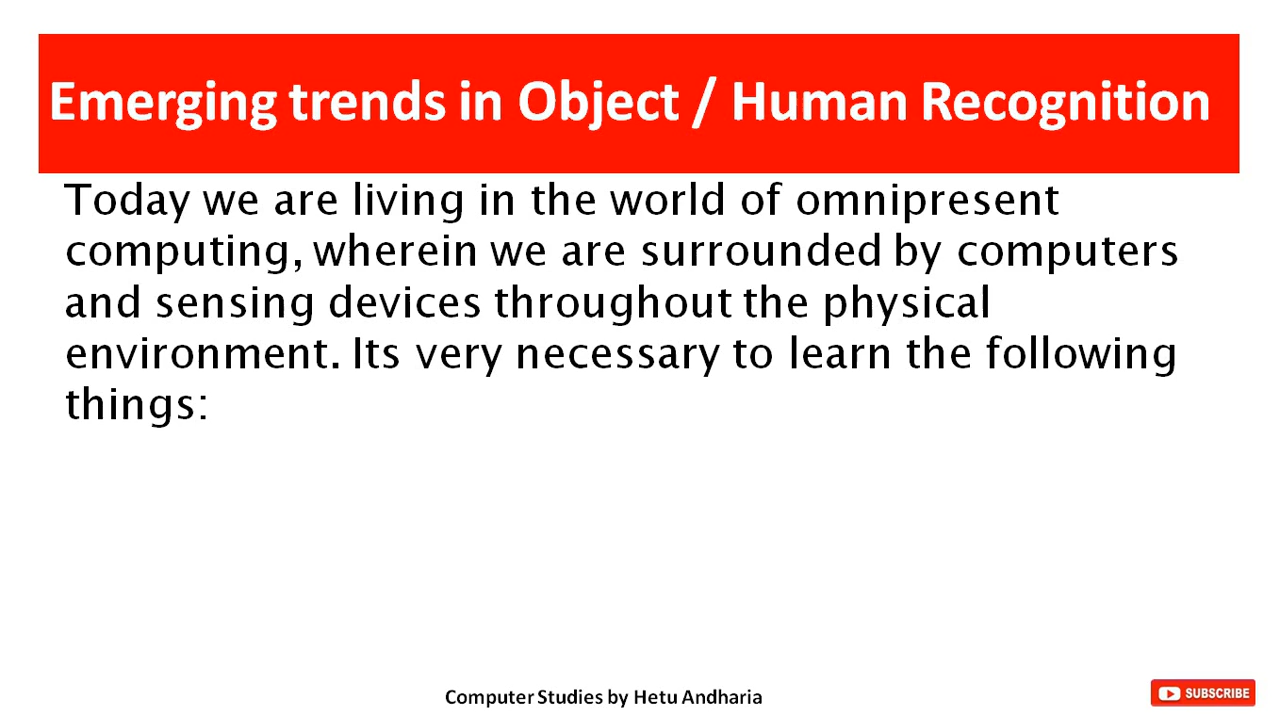 Emerging trends in Object / Human Recognition
Today we are living in the world of omnipresent
computing, wherein we are surrounded by computers
and sensing devices throughout the physical
environment. Its very necessary to learn the following
things:
Computer Studies by Hetu Andharia
SUBSCRIBE